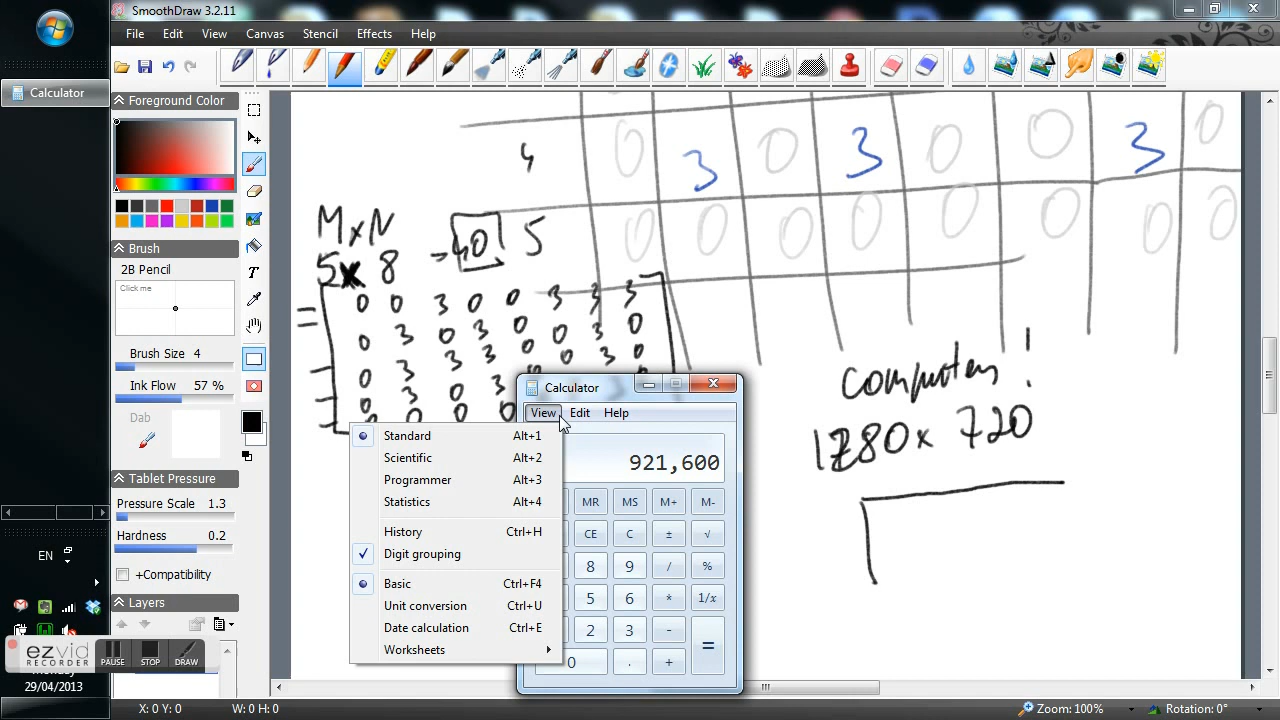 SmoothDraw 3.2.11
File Edit View Canvas Stencil Effects Help
Calculator
Foreground Color
Brush
2B Pencil
Click me
Brush Size 4
Ink Flow 57 %
Dab
Tablet Pressure
Pressure Scale 1.3
Hardness 0.2
+Compatibility
Layers
EN
ezvid
RECORDER
PAUSE STOP DRAW
29/04/2013
4 0 3 0 3 0 0 3 0
5 0 0 0 0 0 0 0 0
MxN
5x8 = 40
= 0 0 3 0 0 3 3 3
0 3 0 3 0 0 3 0
0 3 3 3 0 0 3 0
0 3 0 3
computers !
1280 x 720
Calculator
View Edit Help
921,600
Standard Alt+1
Scientific Alt+2
Programmer Alt+3
Statistics Alt+4
History Ctrl+H
Digit grouping
Basic Ctrl+F4
Unit conversion Ctrl+U
Date calculation Ctrl+E
Worksheets
MR MS M+ M-
CE C ± √
8 9 / %
5 6 * 1/x
2 3 - =
0 . +
X: 0 Y: 0 W: 0 H: 0
Zoom: 100% Rotation: 0°